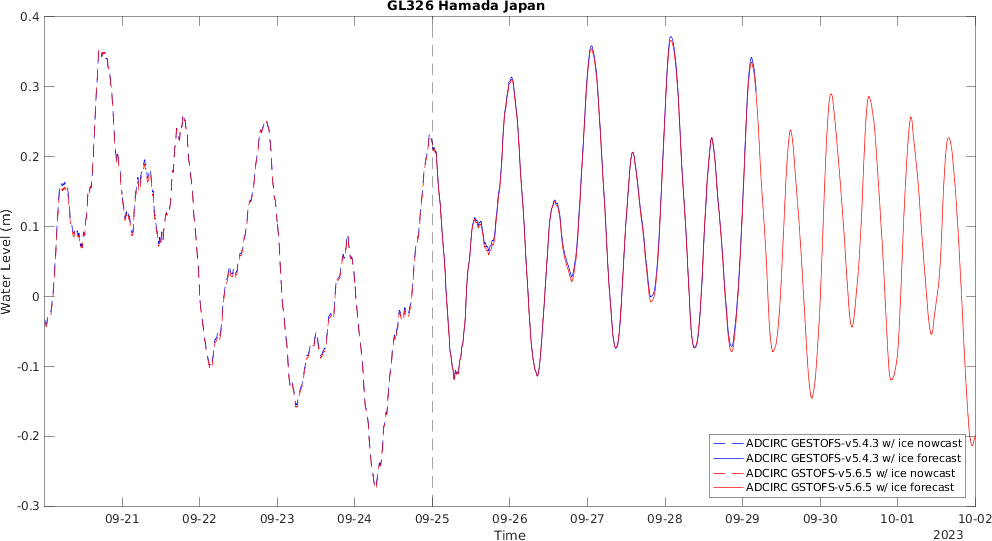 GL326 Hamada Japan
0.4
0.3
0.2
0.1
0
-0.1
-0.2
-0.3
Water Level (m)
ADCIRC GESTOFS-v5.4.3 w/ ice nowcast
ADCIRC GESTOFS-v5.4.3 w/ ice forecast
ADCIRC GSTOFS-v5.6.5 w/ ice nowcast
ADCIRC GSTOFS-v5.6.5 w/ ice forecast
09-21 09-22 09-23 09-24 09-25 09-26 09-27 09-28 09-29 09-30 10-01 10-02
Time
2023